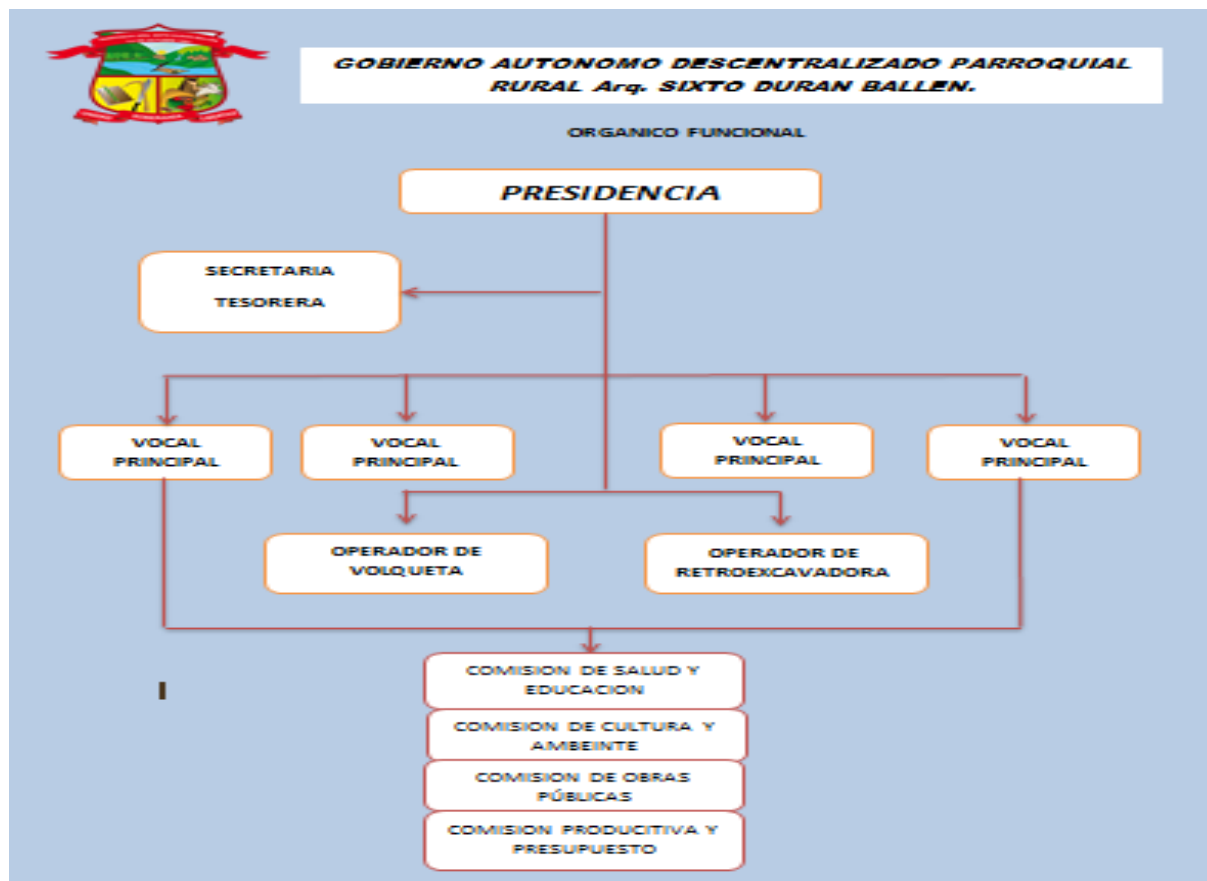 GOBIERNO AUTONOMO DESCENTRALIZADO PARROQUIAL
RURAL Arq. SIXTO DURAN BALLEN.
ORGANICO FUNCIONAL
PRESIDENCIA
SECRETARIA
TESORERA
VOCAL
PRINCIPAL
VOCAL
PRINCIPAL
VOCAL
PRINCIPAL
VOCAL
PRINCIPAL
OPERADOR DE
VOLQUETA
OPERADOR DE
RETROEXCAVADORA
COMISION DE SALUD Y
EDUCACION
COMISION DE CULTURA Y
AMBEINTE
COMISION DE OBRAS
PÚBLICAS
COMISION PRODUCITIVA Y
PRESUPUESTO